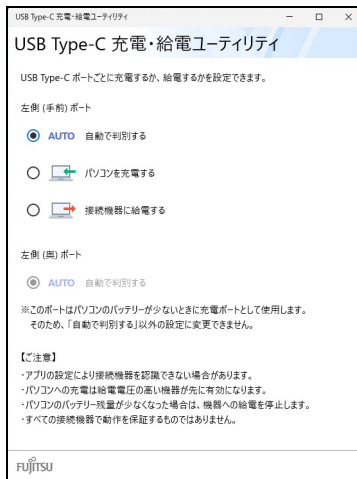 USB Type-C 充電・給電ユーティリティ
USB Type-C 充電・給電ユーティリティ
USB Type-C ポートごとに充電するか、給電するかを設定できます。
左側 (手前) ポート
AUTO 自動で判別する
パソコンを充電する
接続機器に給電する
左側 (奥) ポート
AUTO 自動で判別する
※このポートはパソコンのバッテリーが少ないときに充電ポートとして使用します。
そのため、「自動で判別する」以外の設定に変更できません。
【ご注意】
・アプリの設定により接続機器を認識できない場合があります。
・パソコンへの充電は給電電圧の高い機器が先に有効になります。
・パソコンのバッテリー残量が少なくなった場合は、機器への給電を停止します。
・すべての接続機器で動作を保証するものではありません。
FUJITSU